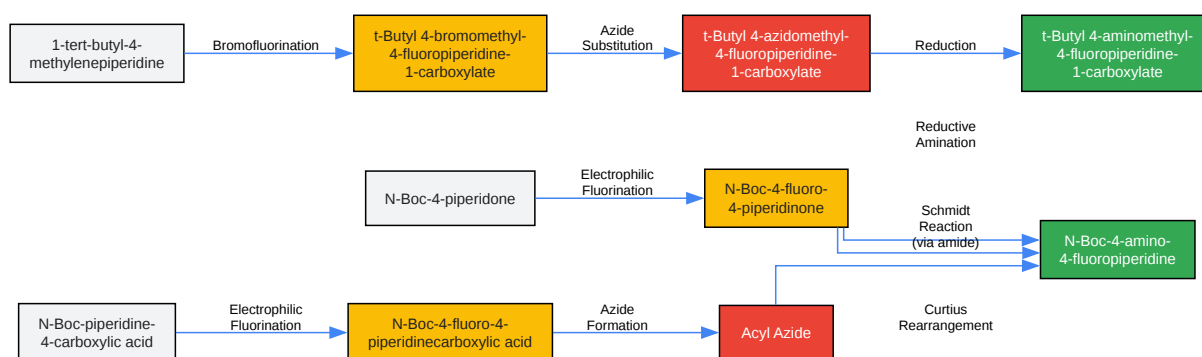 1-tert-butyl-4-
methylenepiperidine
Bromofluorination
t-Butyl 4-bromomethyl-
4-fluoropiperidine-
1-carboxylate
Azide
Substitution
t-Butyl 4-azidomethyl-
4-fluoropiperidine-
1-carboxylate
Reduction
t-Butyl 4-aminomethyl-
4-fluoropiperidine-
1-carboxylate
Reductive
Amination
N-Boc-4-piperidone
Electrophilic
Fluorination
N-Boc-4-fluoro-
4-piperidinone
Schmidt
Reaction
(via amide)
N-Boc-4-amino-
4-fluoropiperidine
N-Boc-piperidine-
4-carboxylic acid
Electrophilic
Fluorination
N-Boc-4-fluoro-4-
piperidinecarboxylic acid
Azide
Formation
Acyl Azide
Curtius
Rearrangement